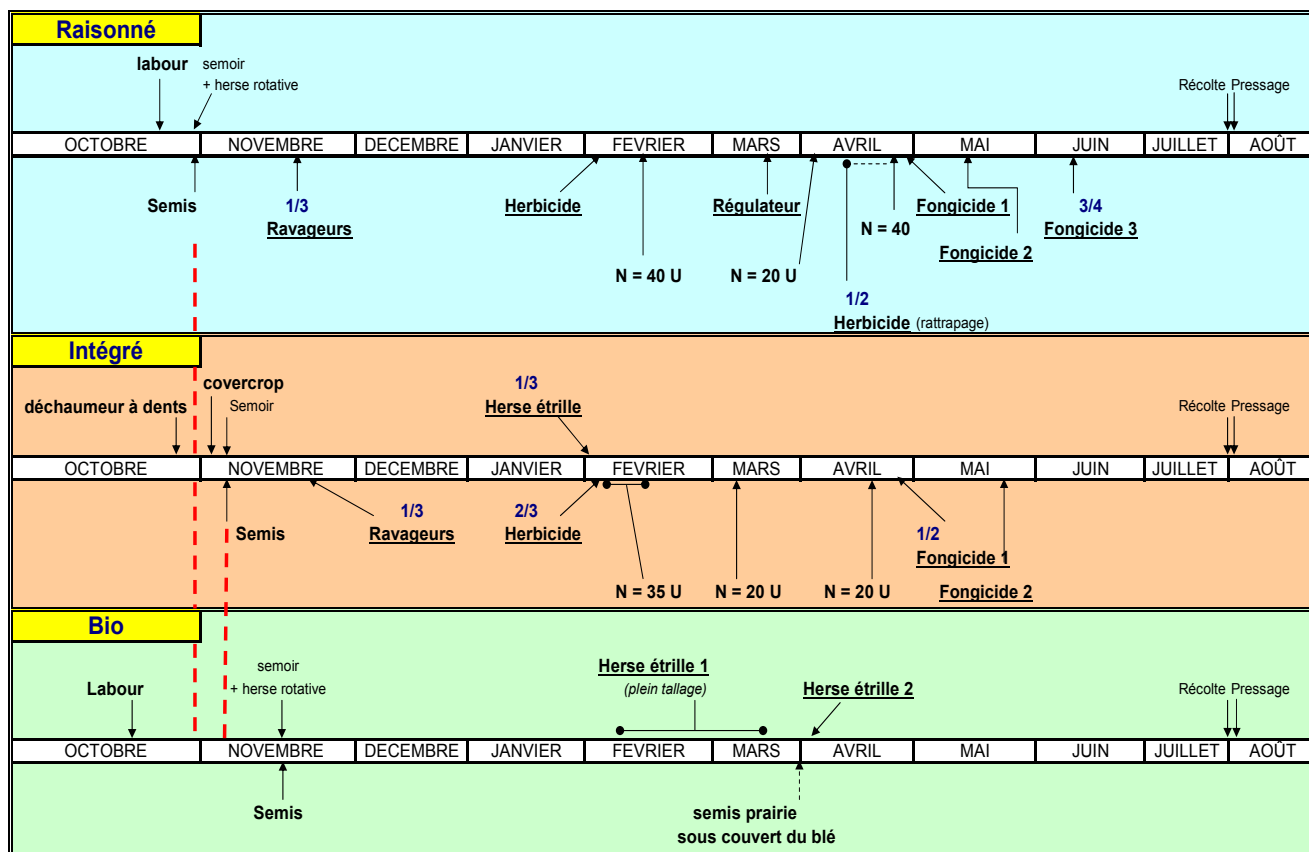 Raisonné
labour semoir
+ herse rotative
Récolte Pressage
OCTOBRE NOVEMBRE DECEMBRE JANVIER FEVRIER MARS AVRIL MAI JUIN JUILLET AOÛT
Semis
1/3
Ravageurs
Herbicide
Régulateur
N = 40
Fongicide 1
3/4
Fongicide 3
Fongicide 2
N = 40 U
N = 20 U
1/2
Herbicide (rattrapage)
Intégré
covercrop
déchaumeur à dents
Semoir
1/3
Herse étrille
Récolte Pressage
OCTOBRE NOVEMBRE DECEMBRE JANVIER FEVRIER MARS AVRIL MAI JUIN JUILLET AOÛT
Semis
1/3
Ravageurs
2/3
Herbicide
1/2
Fongicide 1
N = 35 U
N = 20 U
N = 20 U
Fongicide 2
Bio
Labour
semoir
+ herse rotative
Herse étrille 1
(plein tallage)
Herse étrille 2
Récolte Pressage
OCTOBRE NOVEMBRE DECEMBRE JANVIER FEVRIER MARS AVRIL MAI JUIN JUILLET AOÛT
Semis
semis prairie
sous couvert du blé